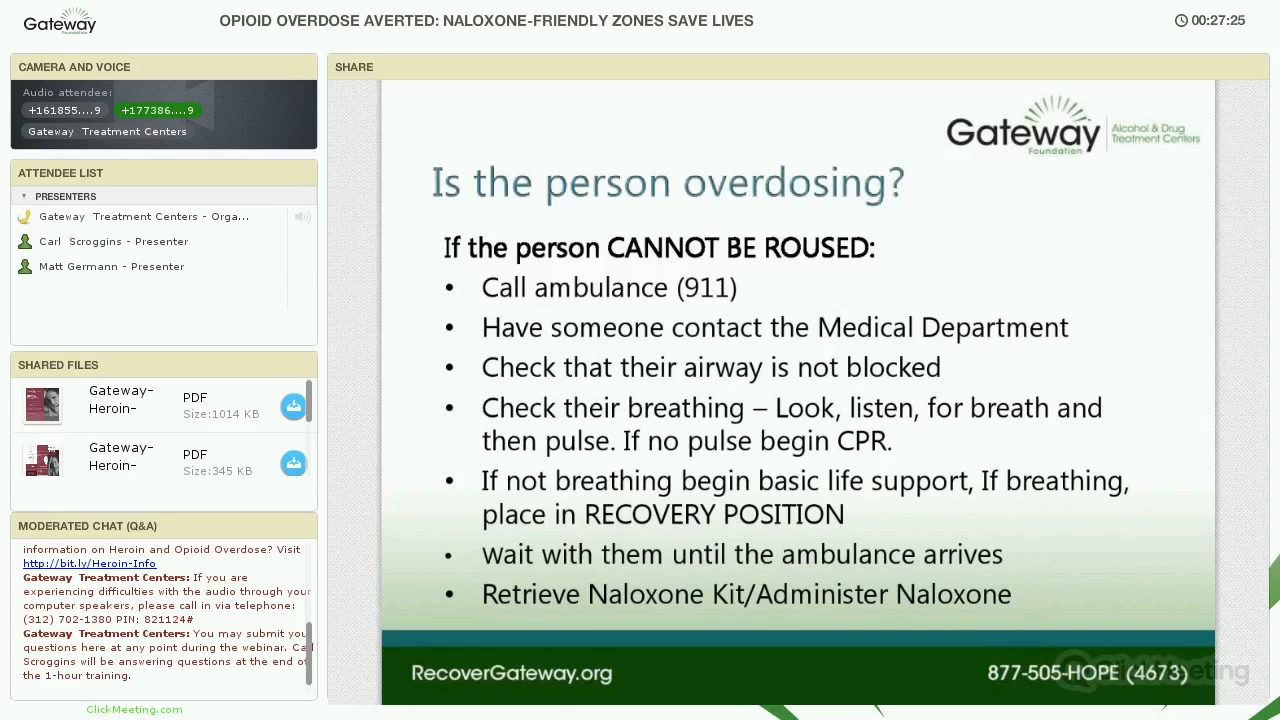 Gateway
Foundation
OPIOID OVERDOSE AVERTED: NALOXONE-FRIENDLY ZONES SAVE LIVES
00:27:25
CAMERA AND VOICE
Audio attendee:
+161855....9
+177386....9
Gateway Treatment Centers
ATTENDEE LIST
PRESENTERS
Gateway Treatment Centers - Orga...
Carl Scroggins - Presenter
Matt Germann - Presenter
SHARED FILES
Gateway-
Heroin-
PDF
Size:1014 KB
Gateway-
Heroin-
PDF
Size:345 KB
MODERATED CHAT (Q&A)
information on Heroin and Opioid Overdose? Visit
http://bit.ly/Heroin-Info
Gateway Treatment Centers: If you are
experiencing difficulties with the audio through your
computer speakers, please call in via telephone:
(312) PIN: 821124#
Gateway Treatment Centers: You may submit you
questions here at any point during the webinar.
Scroggins will be answering questions at the end of
the 1-hour training.
ClickMeeting.com
SHARE
Gateway
Foundation
Alcohol & Drug
Treatment Centers
Is the person overdosing?
If the person CANNOT BE ROUSED:
• Call ambulance (911)
• Have someone contact the Medical Department
• Check that their airway is not blocked
• Check their breathing – Look, listen, for breath and
then pulse. If no pulse begin CPR.
• If not breathing begin basic life support, If breathing,
place in RECOVERY POSITION
• Wait with them until the ambulance arrives
• Retrieve Naloxone Kit/Administer Naloxone
RecoverGateway.org
877-505-HOPE (4673)